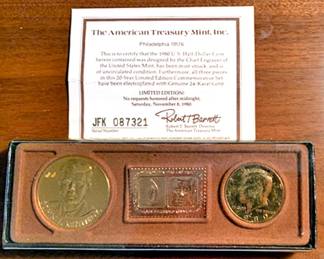 The American Treasury Mint, Inc.
Philadelphia 19176
This is to certify that the 1980 U.S. Half-Dollar Coin
herein contained was designed by the Chief Engraver of
the United States Mint, has been mint struck, and is
of uncirculated condition. Furthermore, all three pieces
in this 20-Year Limited Edition Commemorative Set
have been electroplated with Genuine 24 Karat Gold.
LIMITED EDITION:
No requests honored after midnight,
Saturday, November 8, 1980
JFK 087321
Serial Number
Robert Barrett
Robert T. Barrett, Director
The American Treasury Mint